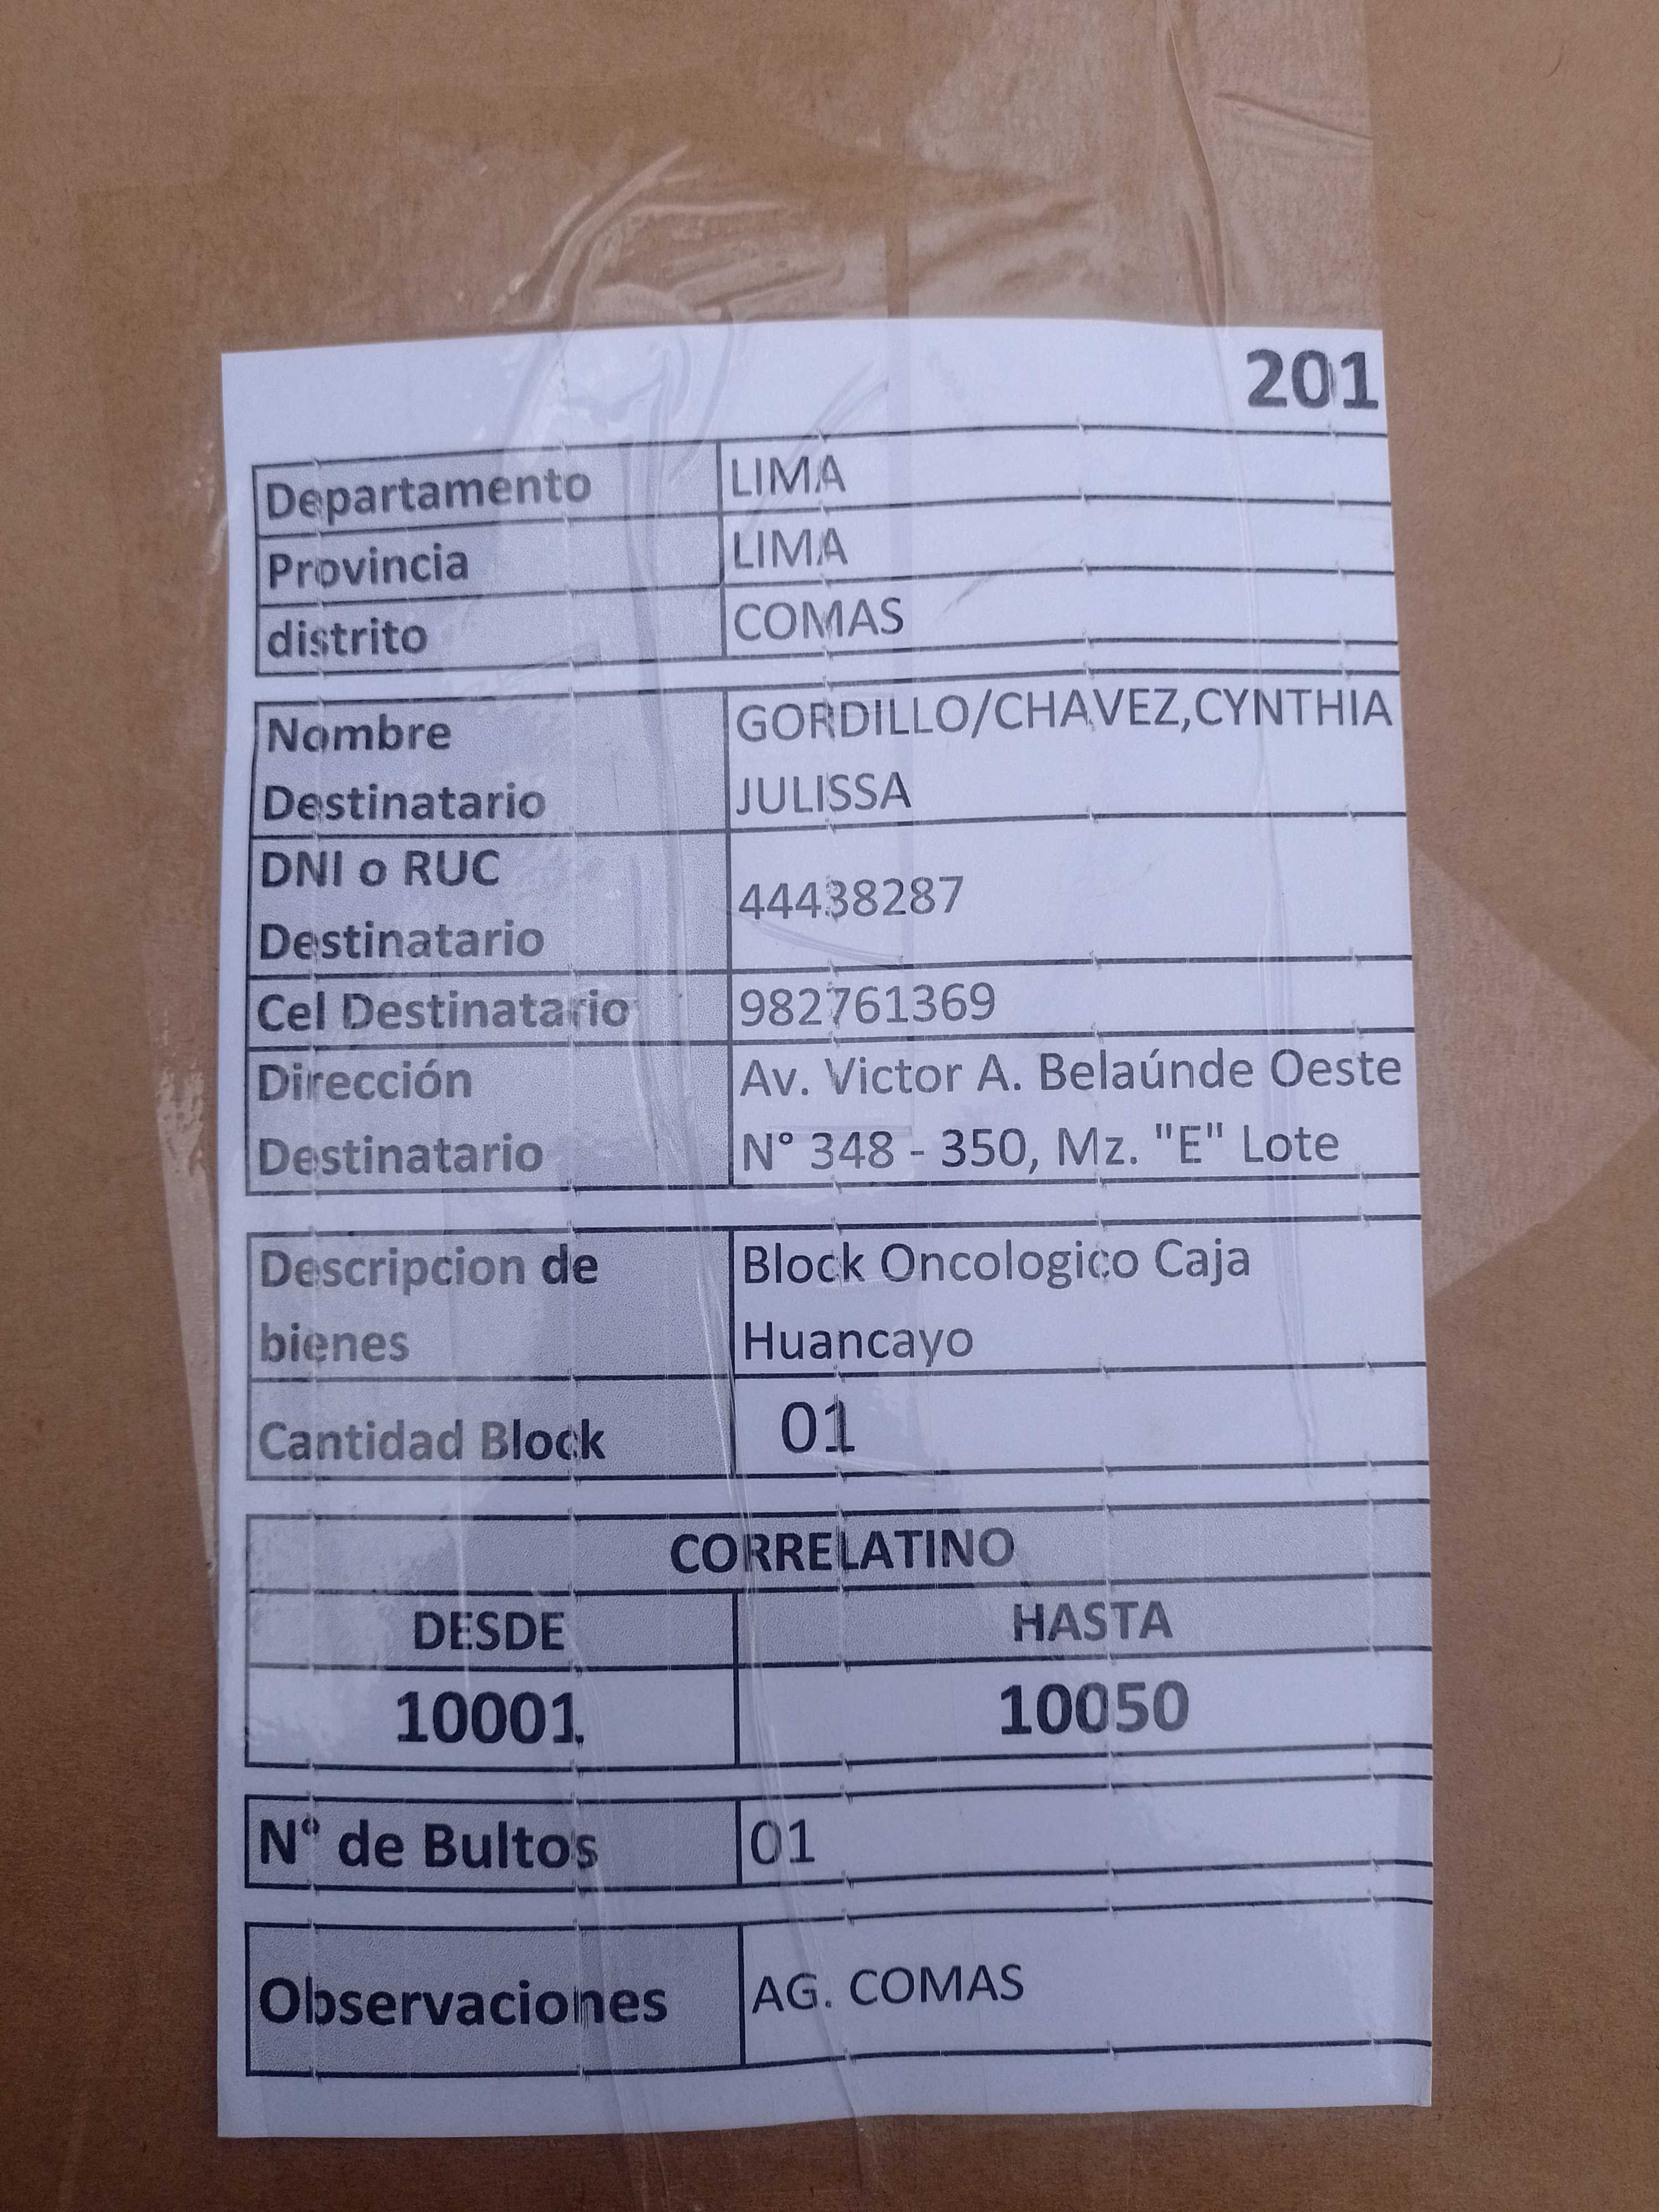 201
Departamento LIMA
Provincia LIMA
distrito COMAS
Nombre Destinatario GORDILLO/CHAVEZ,CYNTHIA
JULISSA
DNI o RUC Destinatario 44438287
Cel Destinatario 982761369
Dirección Destinatario Av. Victor A. Belaúnde Oeste
N° 348 - 350, Mz. "E" Lote
Descripcion de bienes Block Oncologico Caja
Huancayo
Cantidad Block 01
CORRELATINO
DESDE HASTA
10001 10050
N° de Bultos 01
Observaciones AG. COMAS